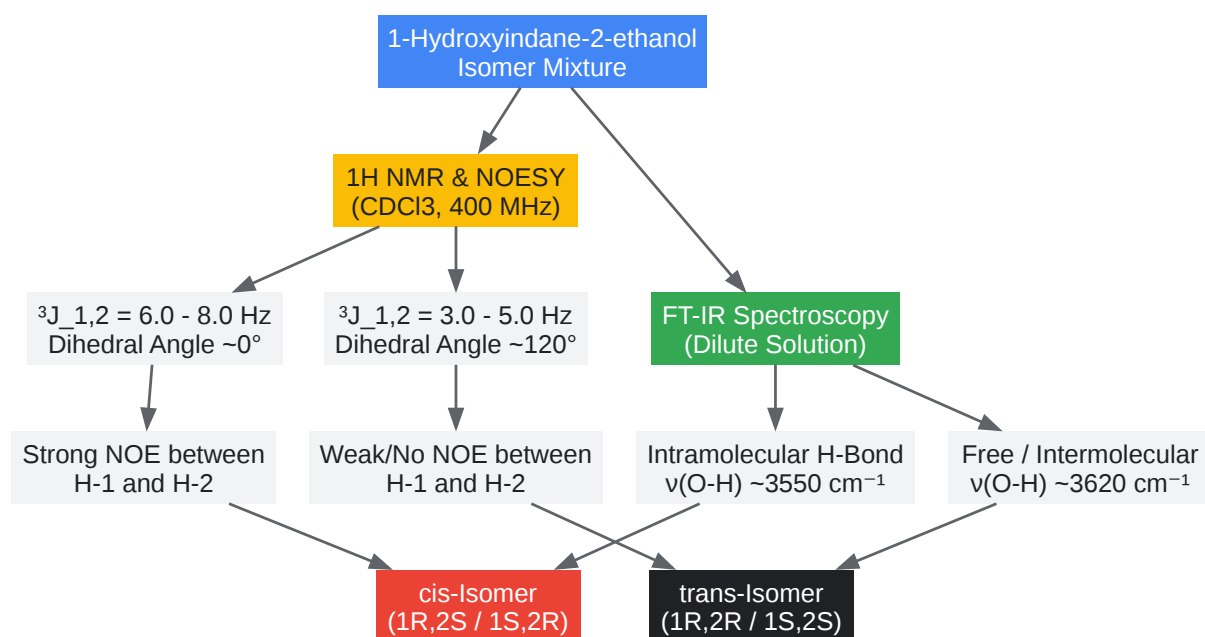 1-Hydroxyindane-2-ethanol
Isomer Mixture
1H NMR & NOESY
(CDCl3, 400 MHz)
³J_1,2 = 6.0 - 8.0 Hz
Dihedral Angle ~0°
³J_1,2 = 3.0 - 5.0 Hz
Dihedral Angle ~120°
FT-IR Spectroscopy
(Dilute Solution)
Strong NOE between
H-1 and H-2
Weak/No NOE between
H-1 and H-2
Intramolecular H-Bond
ν(O-H) ~3550 cm⁻¹
Free / Intermolecular
ν(O-H) ~3620 cm⁻¹
cis-Isomer
(1R,2S / 1S,2R)
trans-Isomer
(1R,2R / 1S,2S)